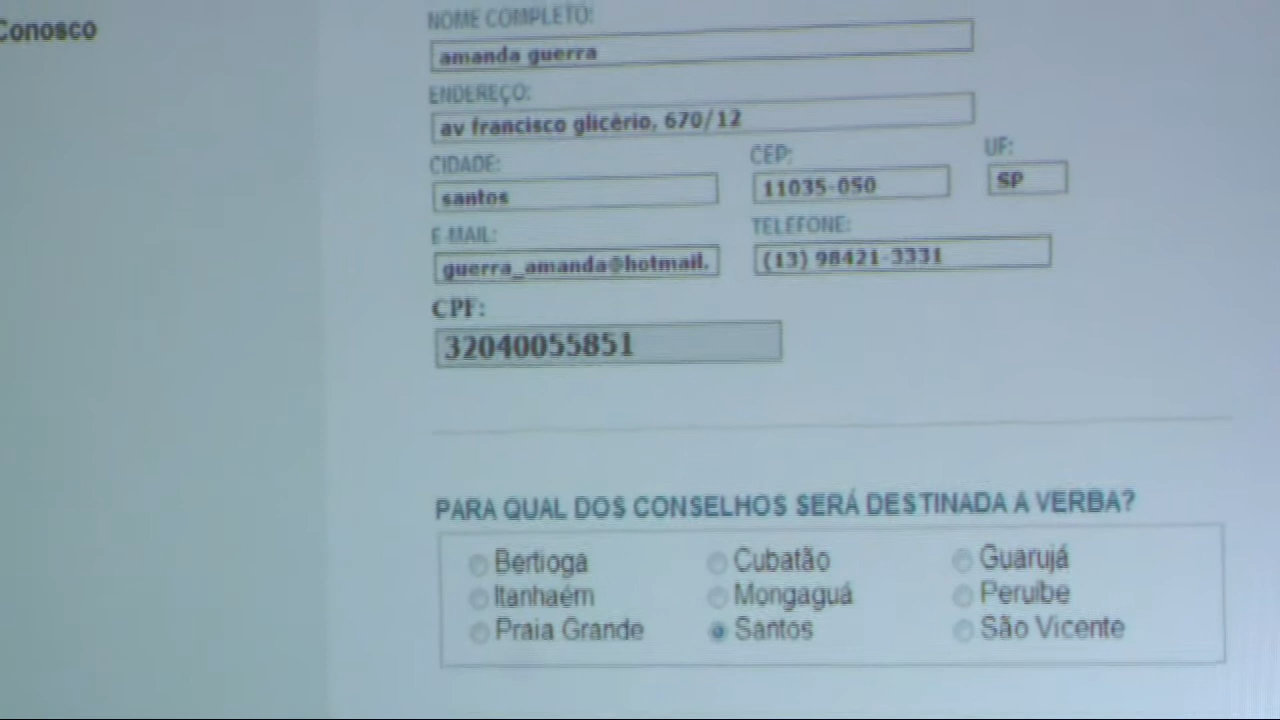 Conosco
NOME COMPLETO:
amanda guerra
ENDEREÇO:
av francisco glicério, 670/12
CIDADE:
CEP:
UF:
santos
11035-050
SP
E-MAIL:
TELEFONE:
guerra_amanda@hotmail.
(13) 98421-3331
CPF:
32040055851
PARA QUAL DOS CONSELHOS SERÁ DESTINADA A VERBA?
Bertioga
Cubatão
Guarujá
Itanhaém
Mongaguá
Peruíbe
Praia Grande
Santos
São Vicente